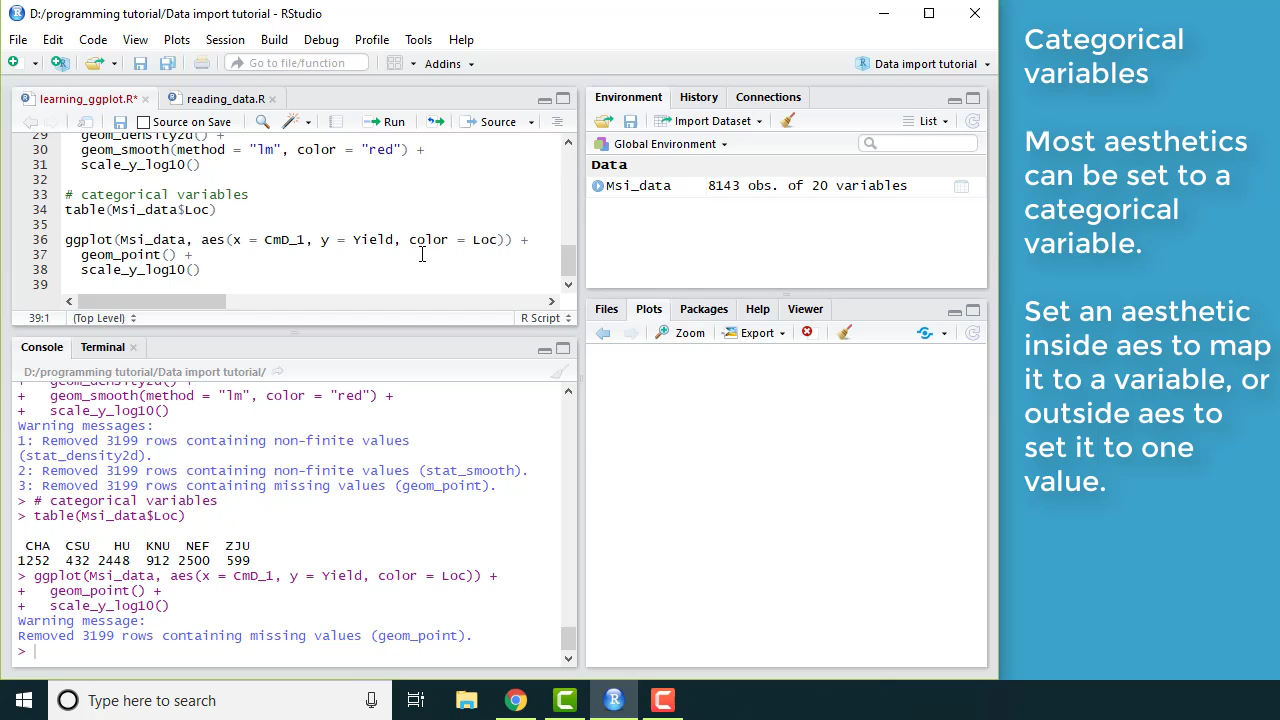 D:/programming tutorial/Data import tutorial - RStudio
File Edit Code View Plots Session Build Debug Profile Tools Help
Go to file/function
Addins
Data import tutorial
learning_ggplot.R*
reading_data.R
Source on Save
Run
Source
29 geom_density2d() +
30 geom_smooth(method = "lm", color = "red") +
31 scale_y_log10()
32
33 # categorical variables
34 table(Msi_data$Loc)
35
36 ggplot(Msi_data, aes(x = CmD_1, y = Yield, color = Loc)) +
37 geom_point() +
38 scale_y_log10()
39
39:1 (Top Level) R Script
Console Terminal
D:/programming tutorial/Data import tutorial/
+ geom_density2d() +
+ geom_smooth(method = "lm", color = "red") +
+ scale_y_log10()
Warning messages:
1: Removed 3199 rows containing non-finite values
(stat_density2d).
2: Removed 3199 rows containing non-finite values (stat_smooth).
3: Removed 3199 rows containing missing values (geom_point).
> # categorical variables
> table(Msi_data$Loc)
CHA CSU HU KNU NEF ZJU
1252 432 2448 912 2500 599
> ggplot(Msi_data, aes(x = CmD_1, y = Yield, color = Loc)) +
+ geom_point() +
+ scale_y_log10()
Warning message:
Removed 3199 rows containing missing values (geom_point).
>
Environment History Connections
Import Dataset
List
Global Environment
Data
Msi_data 8143 obs. of 20 variables
Files Plots Packages Help Viewer
Zoom Export
Categorical
variables
Most aesthetics
can be set to a
categorical
variable.
Set an aesthetic
inside aes to map
it to a variable, or
outside aes to
set it to one
value.
Type here to search